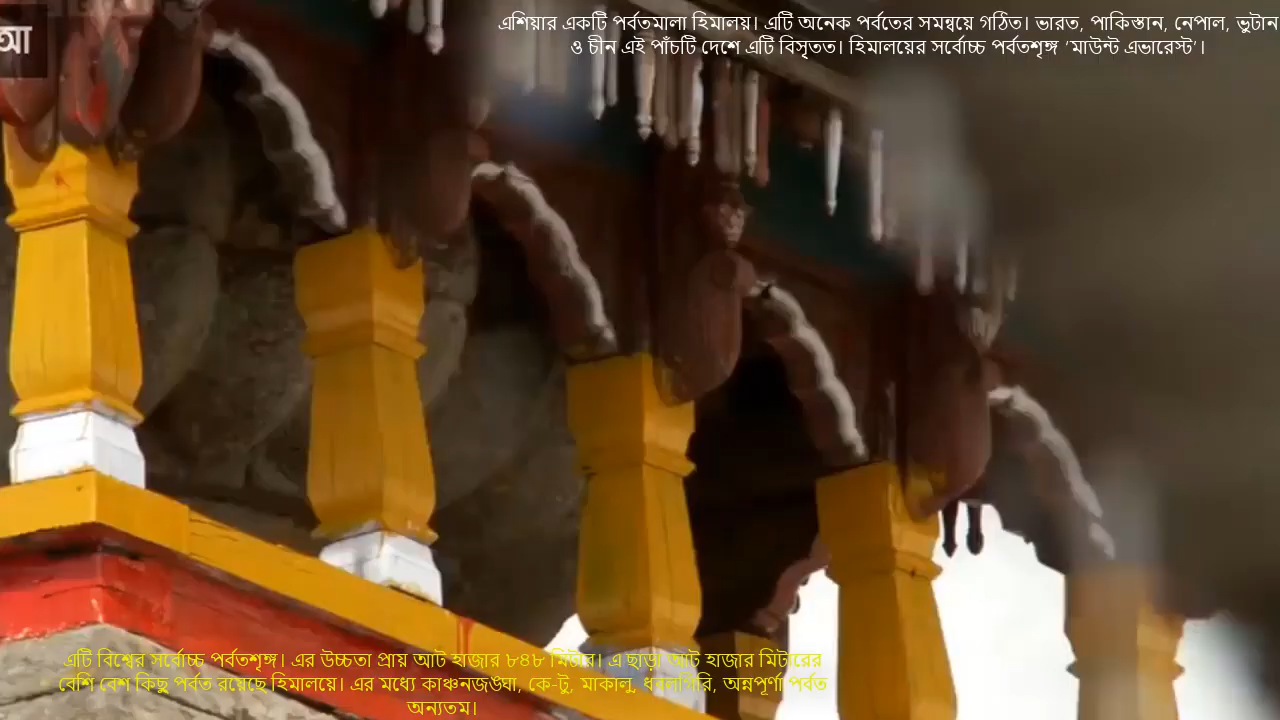 এশিয়ার একটি পর্বতমালা হিমালয়। এটি অনেক পর্বতের সমন্বয়ে গঠিত। ভারত, পাকিস্তান, নেপাল, ভুটান
ও চীন এই পাঁচটি দেশে এটি বিসৃতত। হিমালয়ের সর্বোচ্চ পর্বতশৃঙ্গ ‘মাউন্ট এভারেস্ট’।
আ
এটি বিশ্বের সর্বোচ্চ পর্বতশৃঙ্গ। এর উচ্চতা প্রায় আট হাজার ৮৪৮ মিটার। এ ছাড়া আট হাজার মিটারের
বেশি বেশ কিছু পর্বত রয়েছে হিমালয়ে। এর মধ্যে কাঞ্চনজঙ্ঘা, কে-টু, মাকালু, ধবলগিরি, অন্নপূর্ণা পর্বত
অন্যতম।